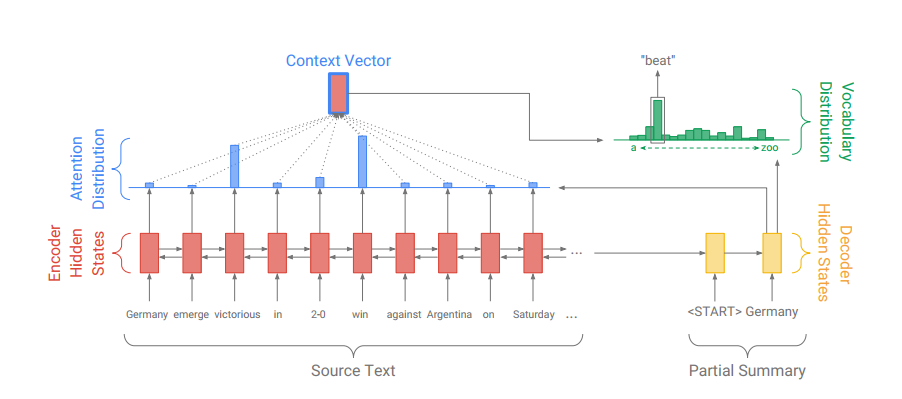 Context Vector
"beat"
Vocabulary
Distribution
a
zoo
Attention
Distribution
Encoder
Hidden
States
Decoder
Hidden States
...
Germany emerge victorious in 2-0 win against Argentina on Saturday ...
<START> Germany
Source Text
Partial Summary